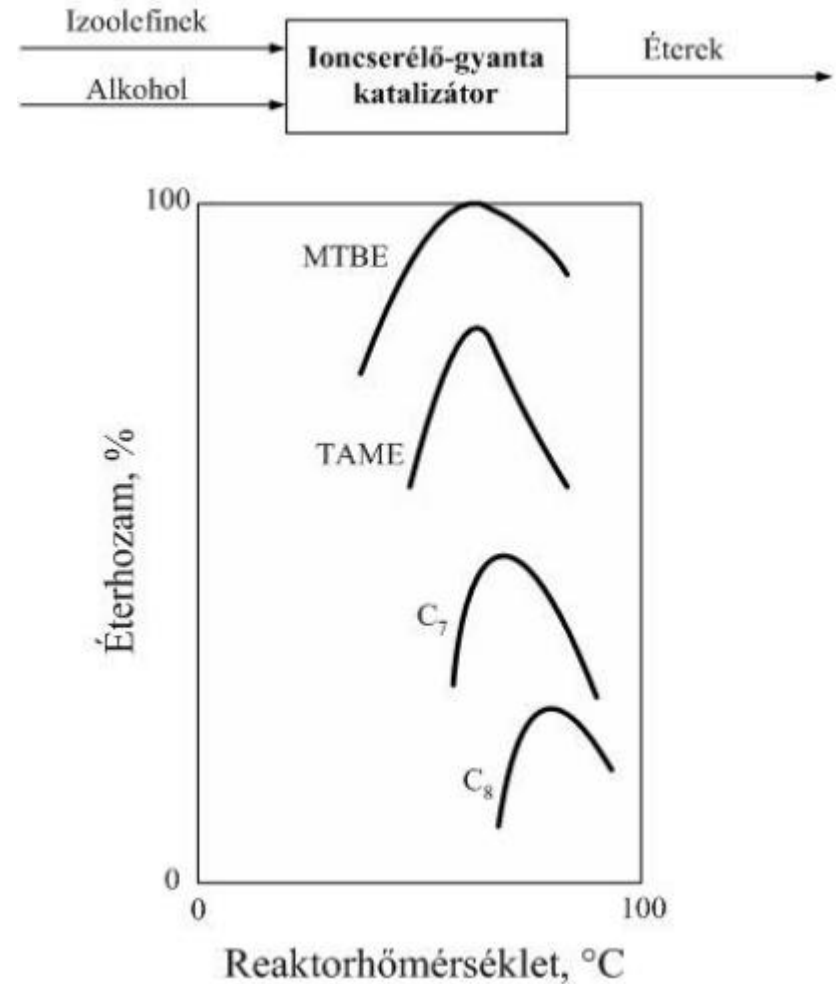 Izoolefinek
Alkohol
Ioncserélő-gyanta
katalizátor
Éterek
100
MTBE
TAME
C₇
C₈
Éterhozam, %
0
0
100
Reaktorhőmérséklet, °C